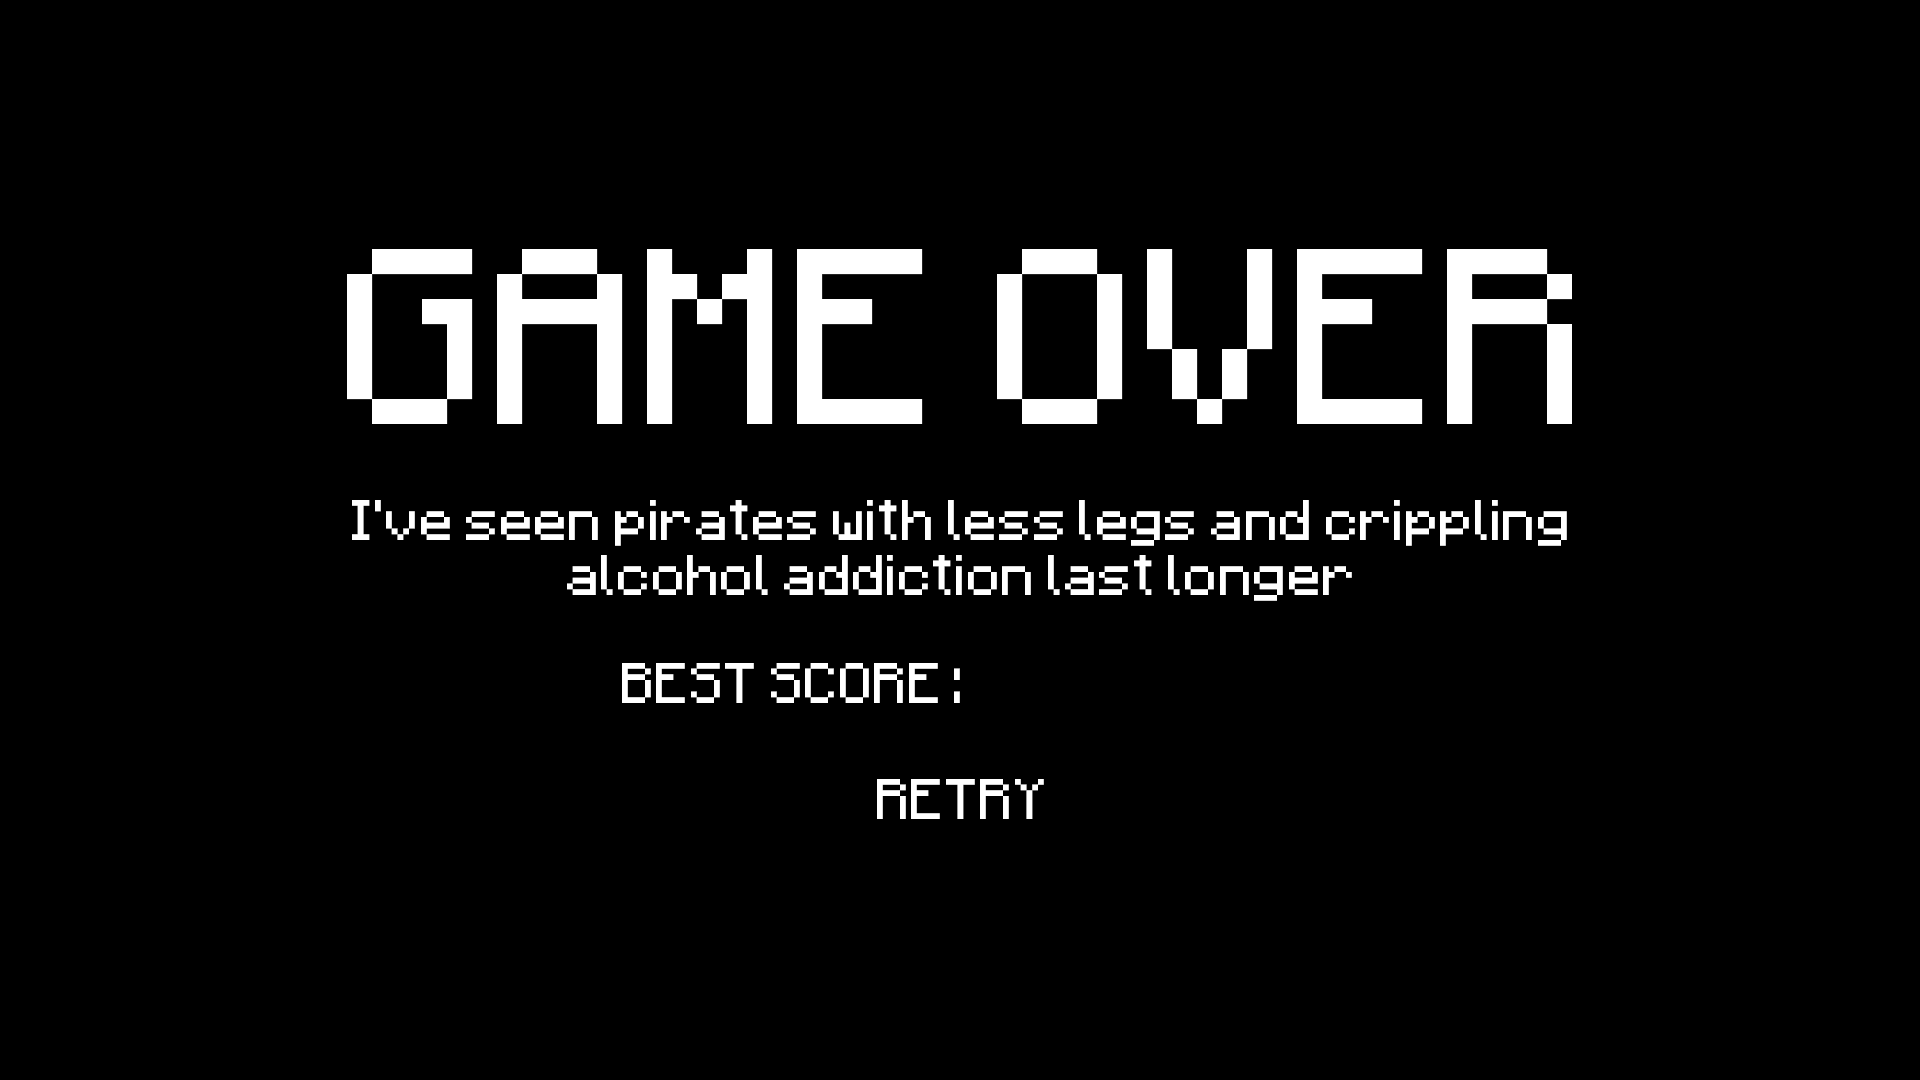 GAME OVER
I've seen pirates with less legs and crippling
alcohol addiction last longer
BEST SCORE:
RETRY